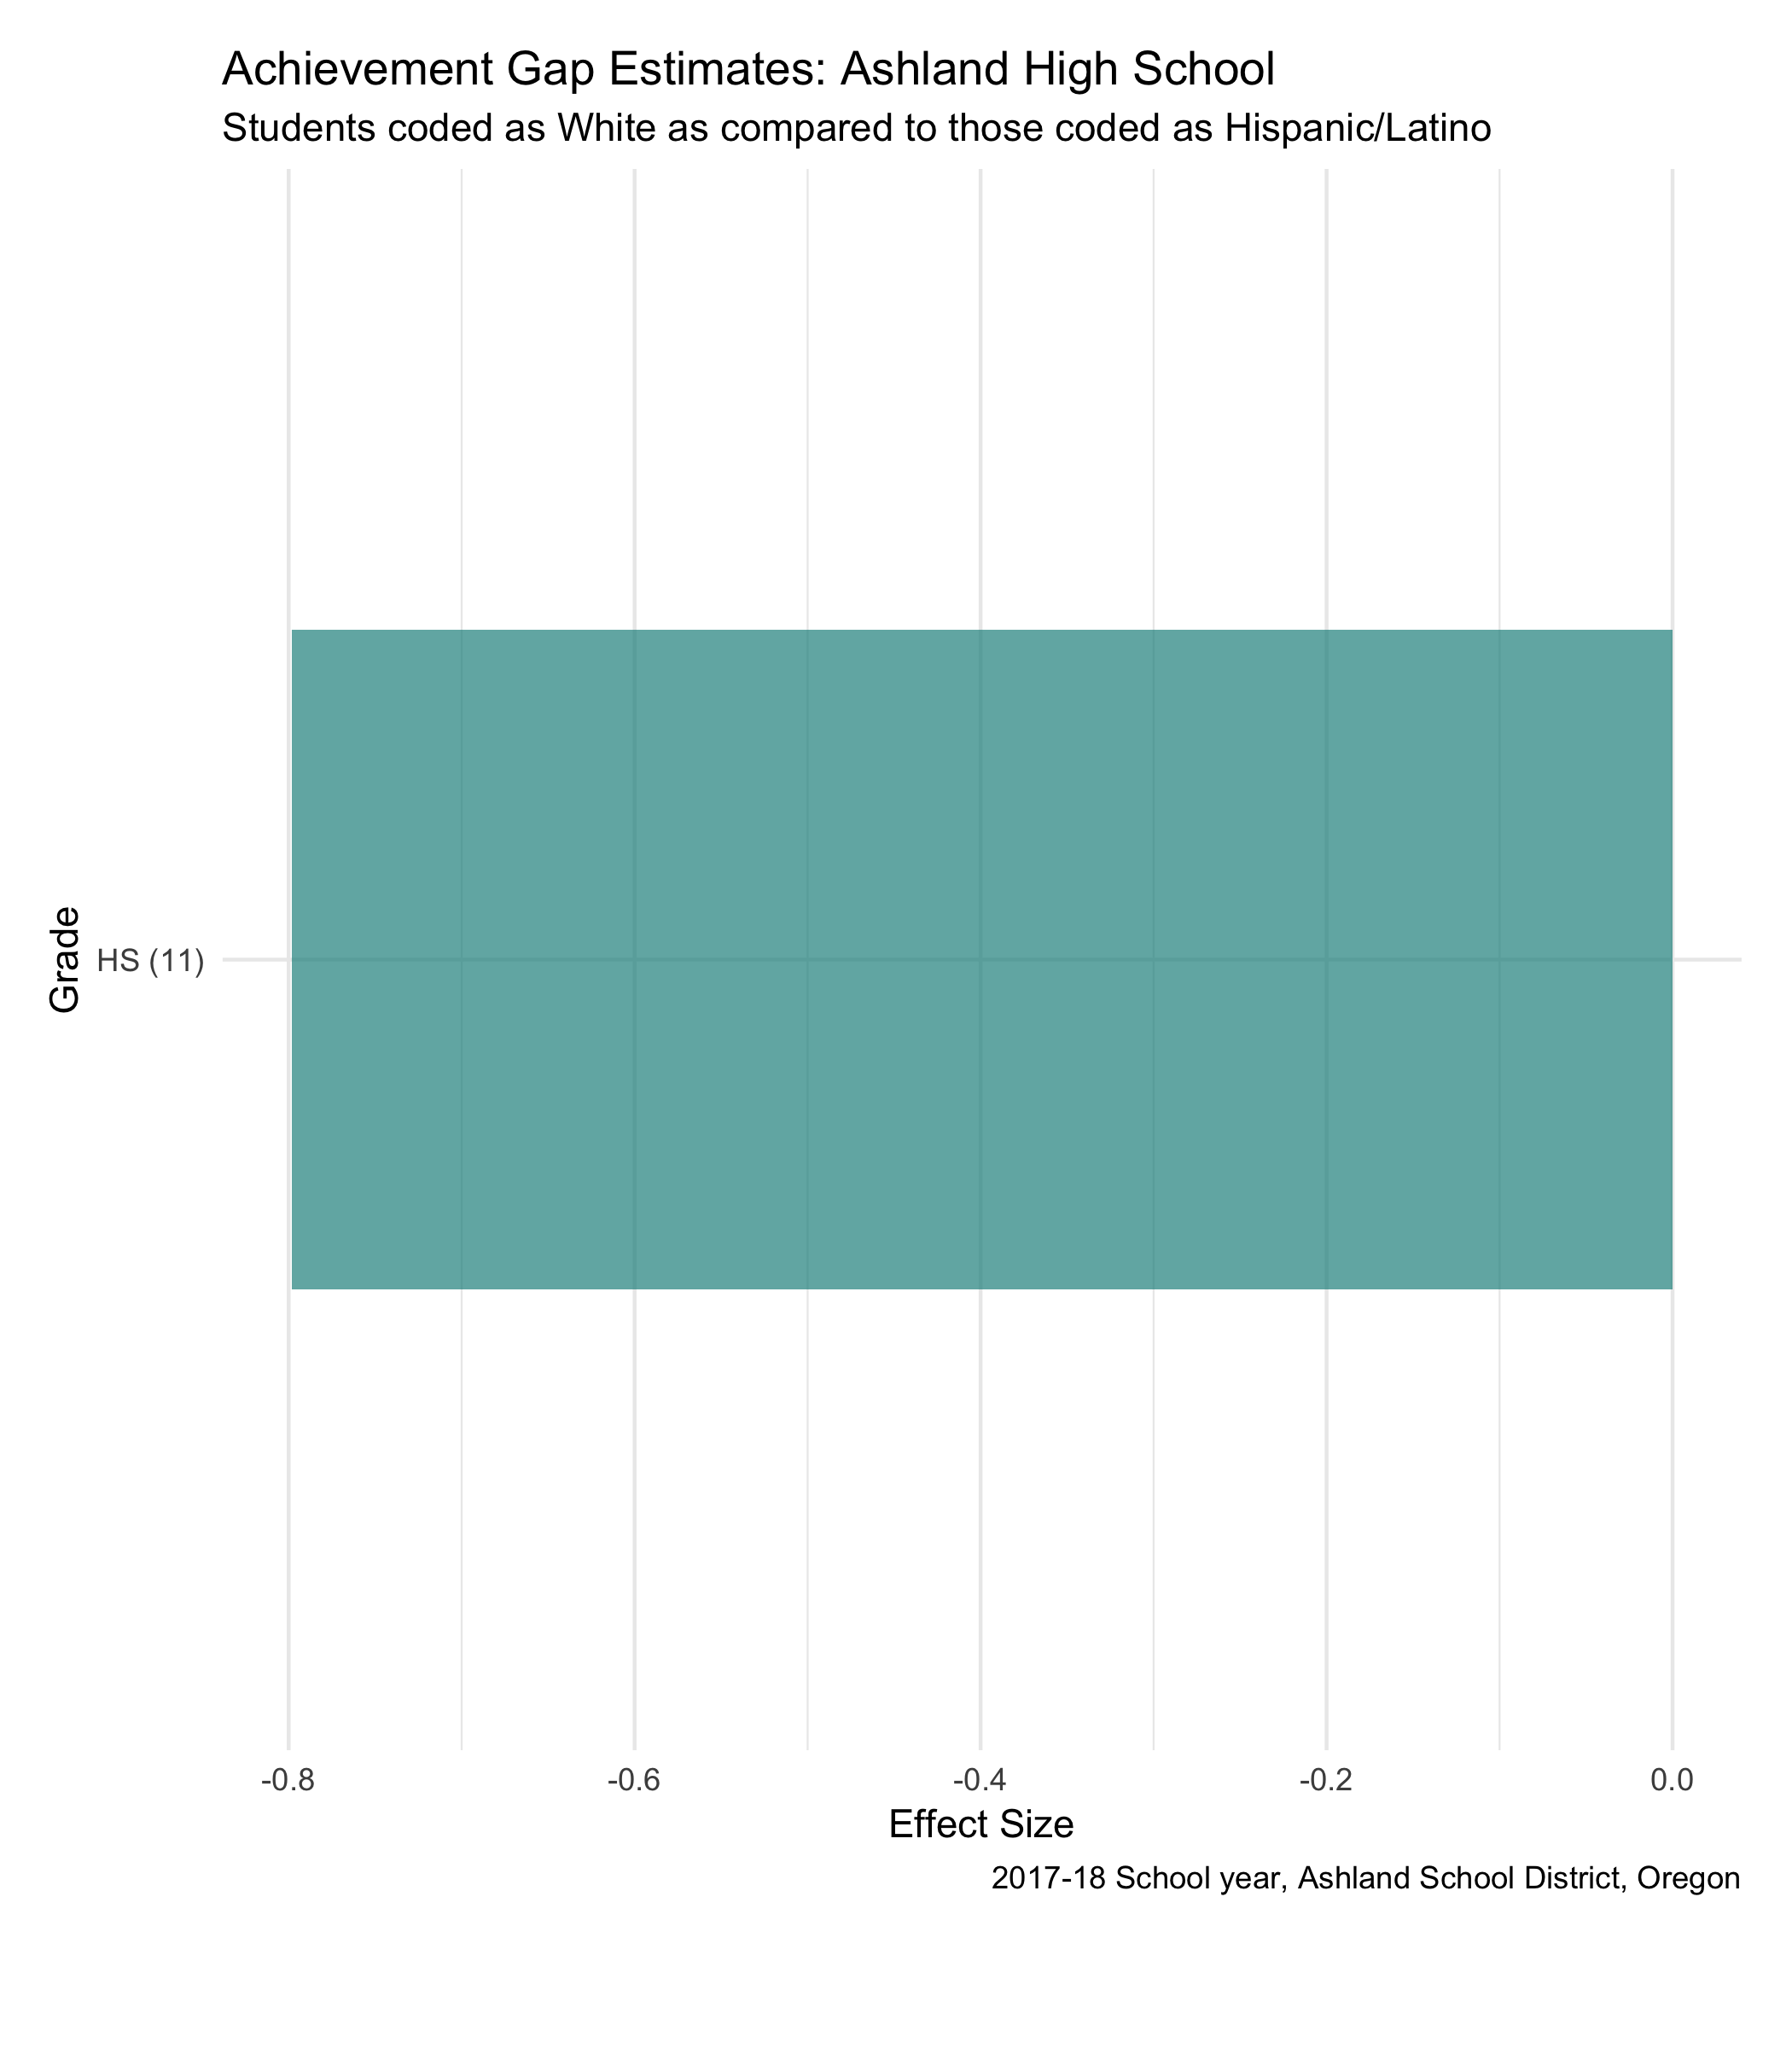 Achievement Gap Estimates: Ashland High School
Students coded as White as compared to those coded as Hispanic/Latino
Grade
HS (11)
-0.8 -0.6 -0.4 -0.2 0.0
Effect Size
2017-18 School year, Ashland School District, Oregon